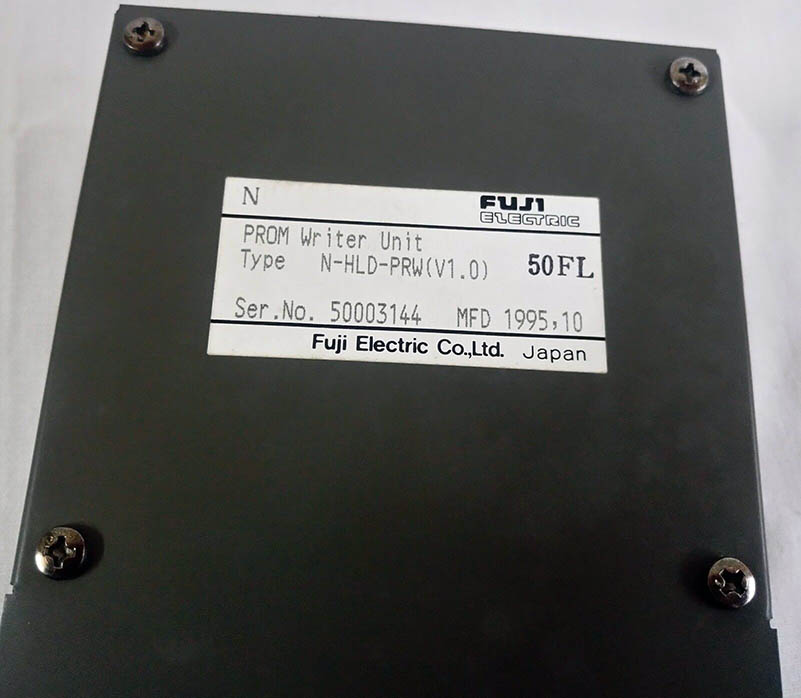 N FUJI
ELECTRIC
PROM Writer Unit
Type N-HLD-PRW(V1.0) 50FL
Ser.No. 50003144 MFD 1995,10
Fuji Electric Co.,Ltd. Japan